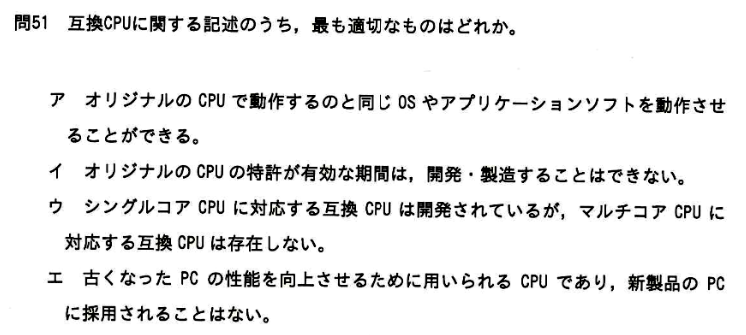 問51 互換CPUに関する記述のうち，最も適切なものはどれか。
ア オリジナルの CPU で動作するのと同じ OS やアプリケーションソフトを動作させ
ることができる。
イ オリジナルの CPU の特許が有効な期間は，開発・製造することはできない。
ウ シングルコア CPU に対応する互換 CPU は開発されているが，マルチコア CPU に
対応する互換 CPU は存在しない。
エ 古くなった PC の性能を向上させるために用いられる CPU であり，新製品の PC
に採用されることはない。